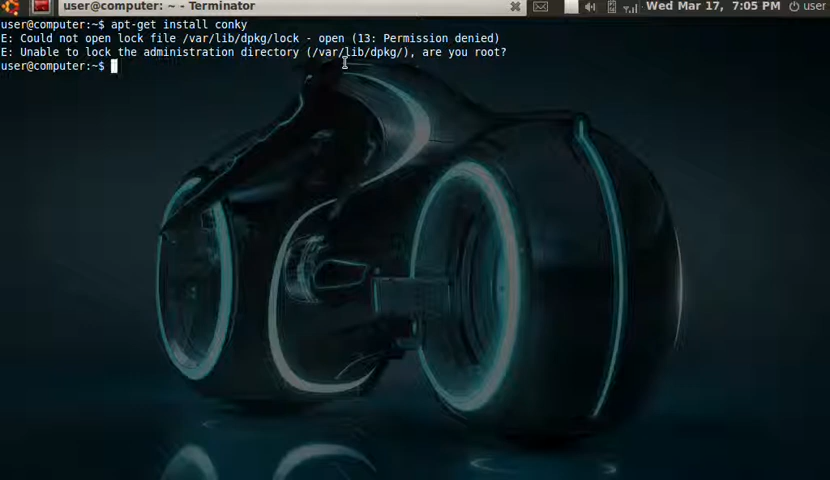 user@computer: ~ - Terminator
Wed Mar 17, 7:05 PM
user
user@computer:~$ apt-get install conky
E: Could not open lock file /var/lib/dpkg/lock - open (13: Permission denied)
E: Unable to lock the administration directory (/var/lib/dpkg/), are you root?
user@computer:~$